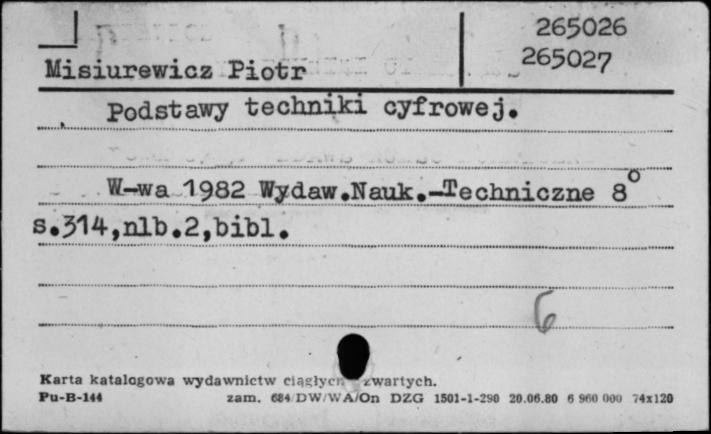 265026
265027
Misiurewicz Piotr
Podstawy techniki cyfrowej.
W-wa 1982 Wydaw.Nauk.-Techniczne 8°
s.314,nlb.2,bibl.
6
Karta katalogowa wydawnictw ciągłych zwartych.
Pu-B-144 zam. 684/DW/WA/On DZG 1501-1-290 20.06.80 6 960 000 74x120